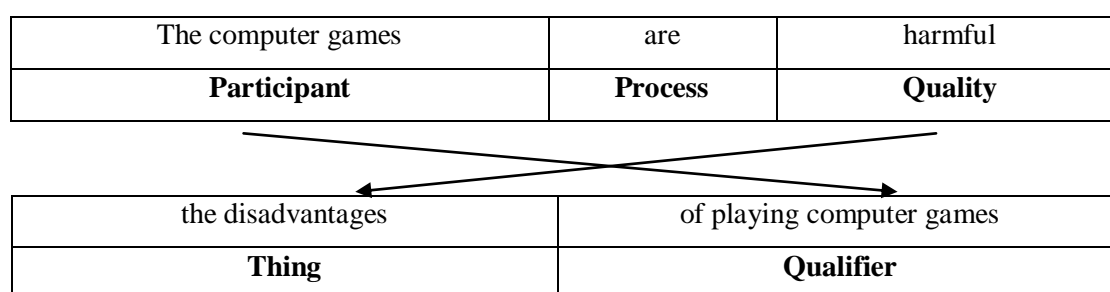 The computer games are harmful
Participant Process Quality
the disadvantages of playing computer games
Thing Qualifier